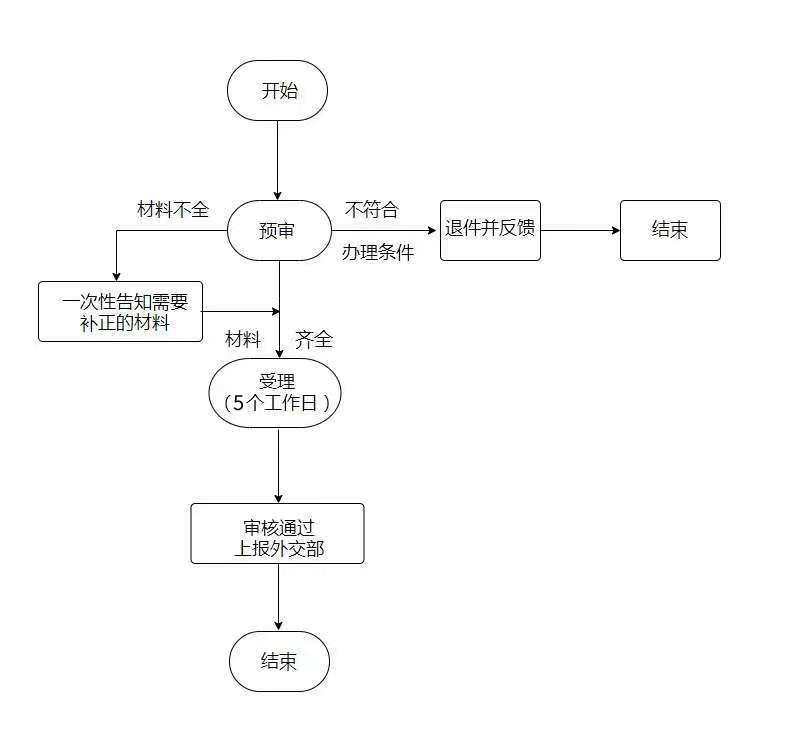 开始
材料不全
预审
不符合
办理条件
退件并反馈
结束
一次性告知需要
补正的材料
材料 齐全
受理
（5个工作日）
审核通过
上报外交部
结束